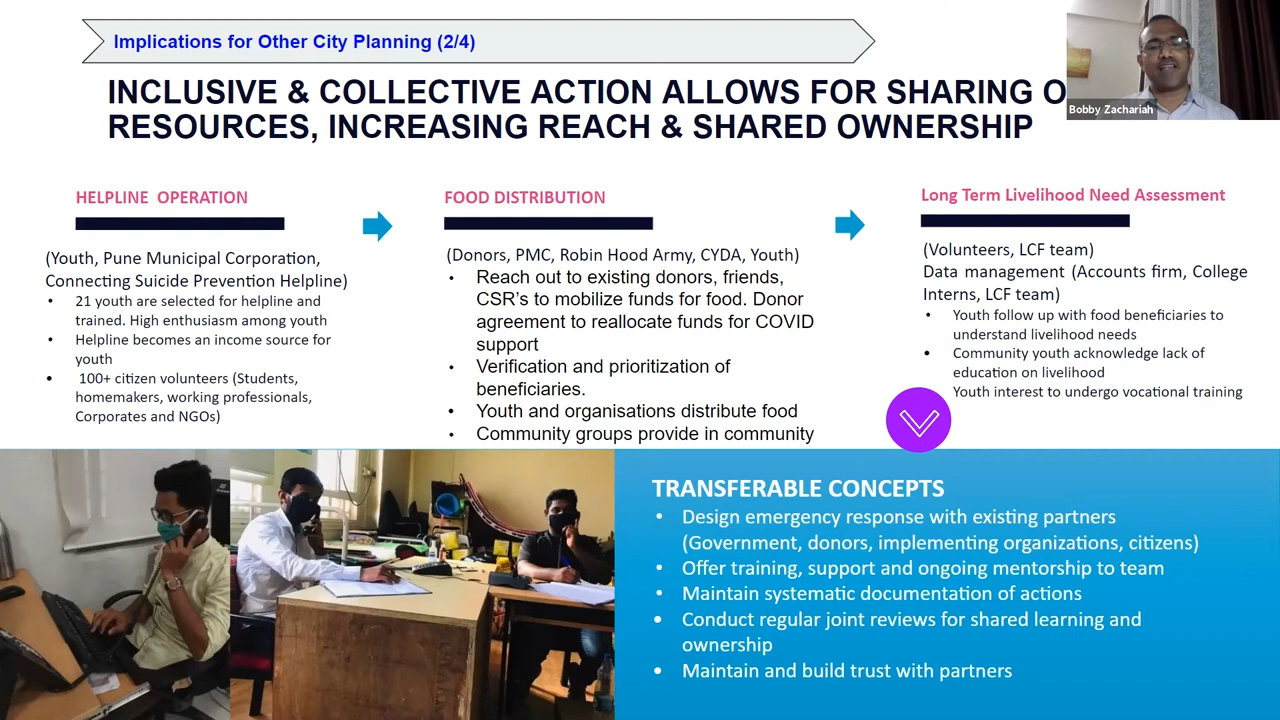 Implications for Other City Planning (2/4)
INCLUSIVE & COLLECTIVE ACTION ALLOWS FOR SHARING O
RESOURCES, INCREASING REACH & SHARED OWNERSHIP
Bobby Zachariah
HELPLINE OPERATION
(Youth, Pune Municipal Corporation,
Connecting Suicide Prevention Helpline)
• 21 youth are selected for helpline and
trained. High enthusiasm among youth
• Helpline becomes an income source for
youth
• 100+ citizen volunteers (Students,
homemakers, working professionals,
Corporates and NGOs)
FOOD DISTRIBUTION
(Donors, PMC, Robin Hood Army, CYDA, Youth)
• Reach out to existing donors, friends,
CSR's to mobilize funds for food. Donor
agreement to reallocate funds for COVID
support
• Verification and prioritization of
beneficiaries.
• Youth and organisations distribute food
• Community groups provide in community
Long Term Livelihood Need Assessment
(Volunteers, LCF team)
Data management (Accounts firm, College
Interns, LCF team)
• Youth follow up with food beneficiaries to
understand livelihood needs
• Community youth acknowledge lack of
education on livelihood
Youth interest to undergo vocational training
TRANSFERABLE CONCEPTS
• Design emergency response with existing partners
(Government, donors, implementing organizations, citizens)
• Offer training, support and ongoing mentorship to team
• Maintain systematic documentation of actions
• Conduct regular joint reviews for shared learning and
ownership
• Maintain and build trust with partners